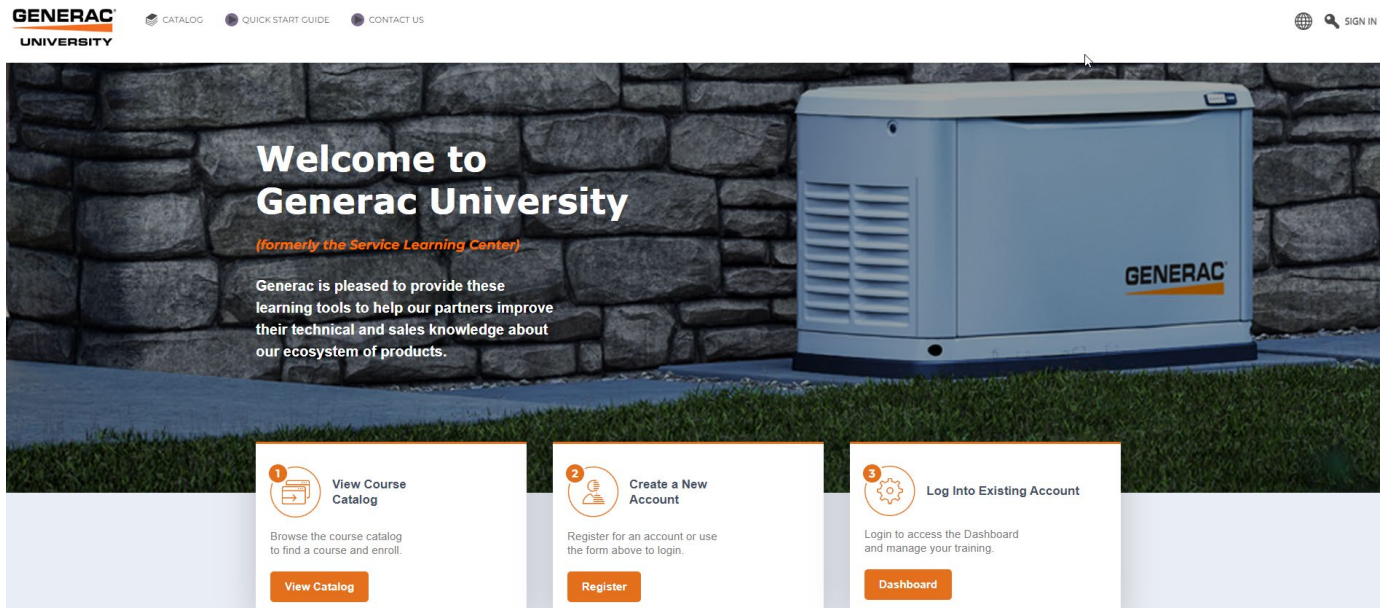 GENERAC
UNIVERSITY
CATALOG
QUICK START GUIDE
CONTACT US
SIGN IN
Welcome to
Generac University
(formerly the Service Learning Center)
Generac is pleased to provide these
learning tools to help our partners improve
their technical and sales knowledge about
our ecosystem of products.
GENERAC
1
View Course
Catalog
Browse the course catalog
to find a course and enroll.
View Catalog
2
Create a New
Account
Register for an account or use
the form above to login.
Register
3
Log Into Existing Account
Login to access the Dashboard
and manage your training.
Dashboard